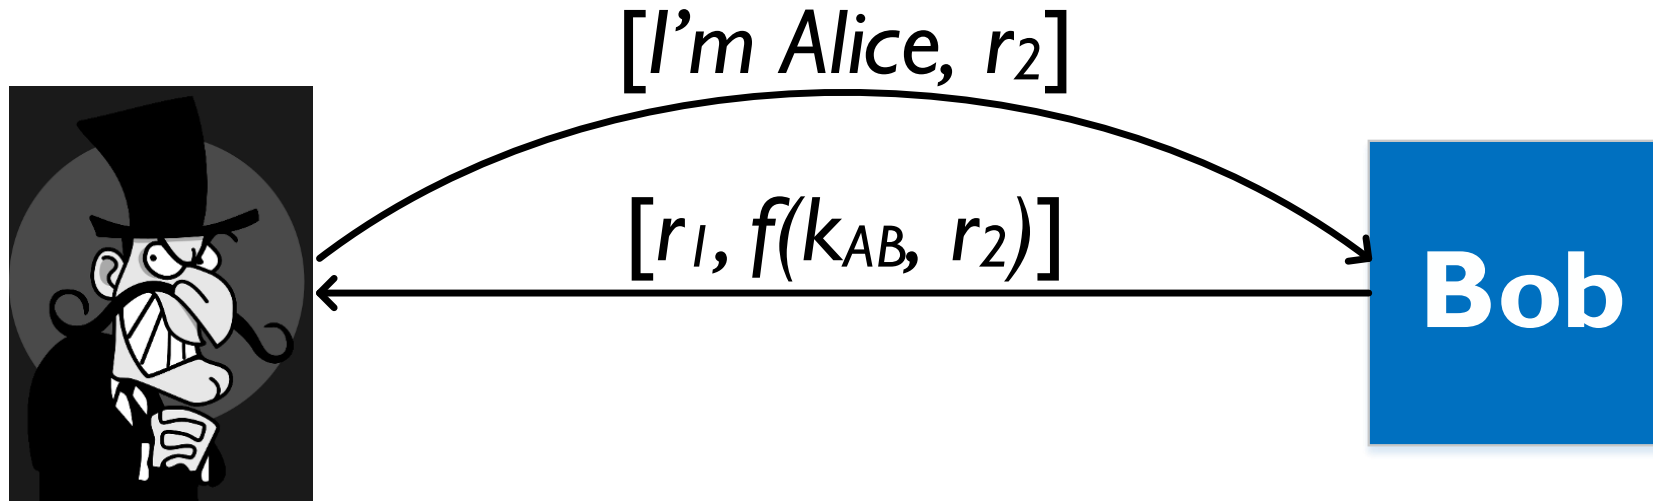 [I’m Alice, r2]
[r1, f(kAB, r2)]
Bob